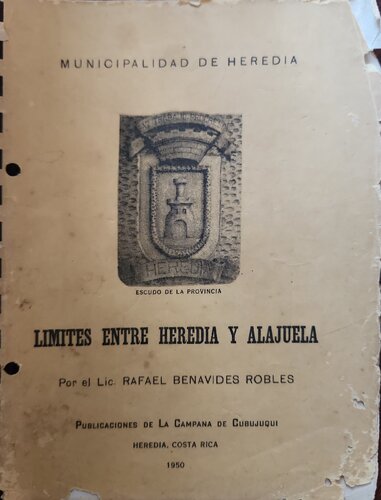 MUNICIPALIDAD DE HEREDIA
HEREDIA
ESCUDO DE LA PROVINCIA
LIMITES ENTRE HEREDIA Y ALAJUELA
Por el Lic. RAFAEL BENAVIDES ROBLES
PUBLICACIONES DE LA CAMPANA DE CUBUJUQUI
HEREDIA, COSTA RICA
1950